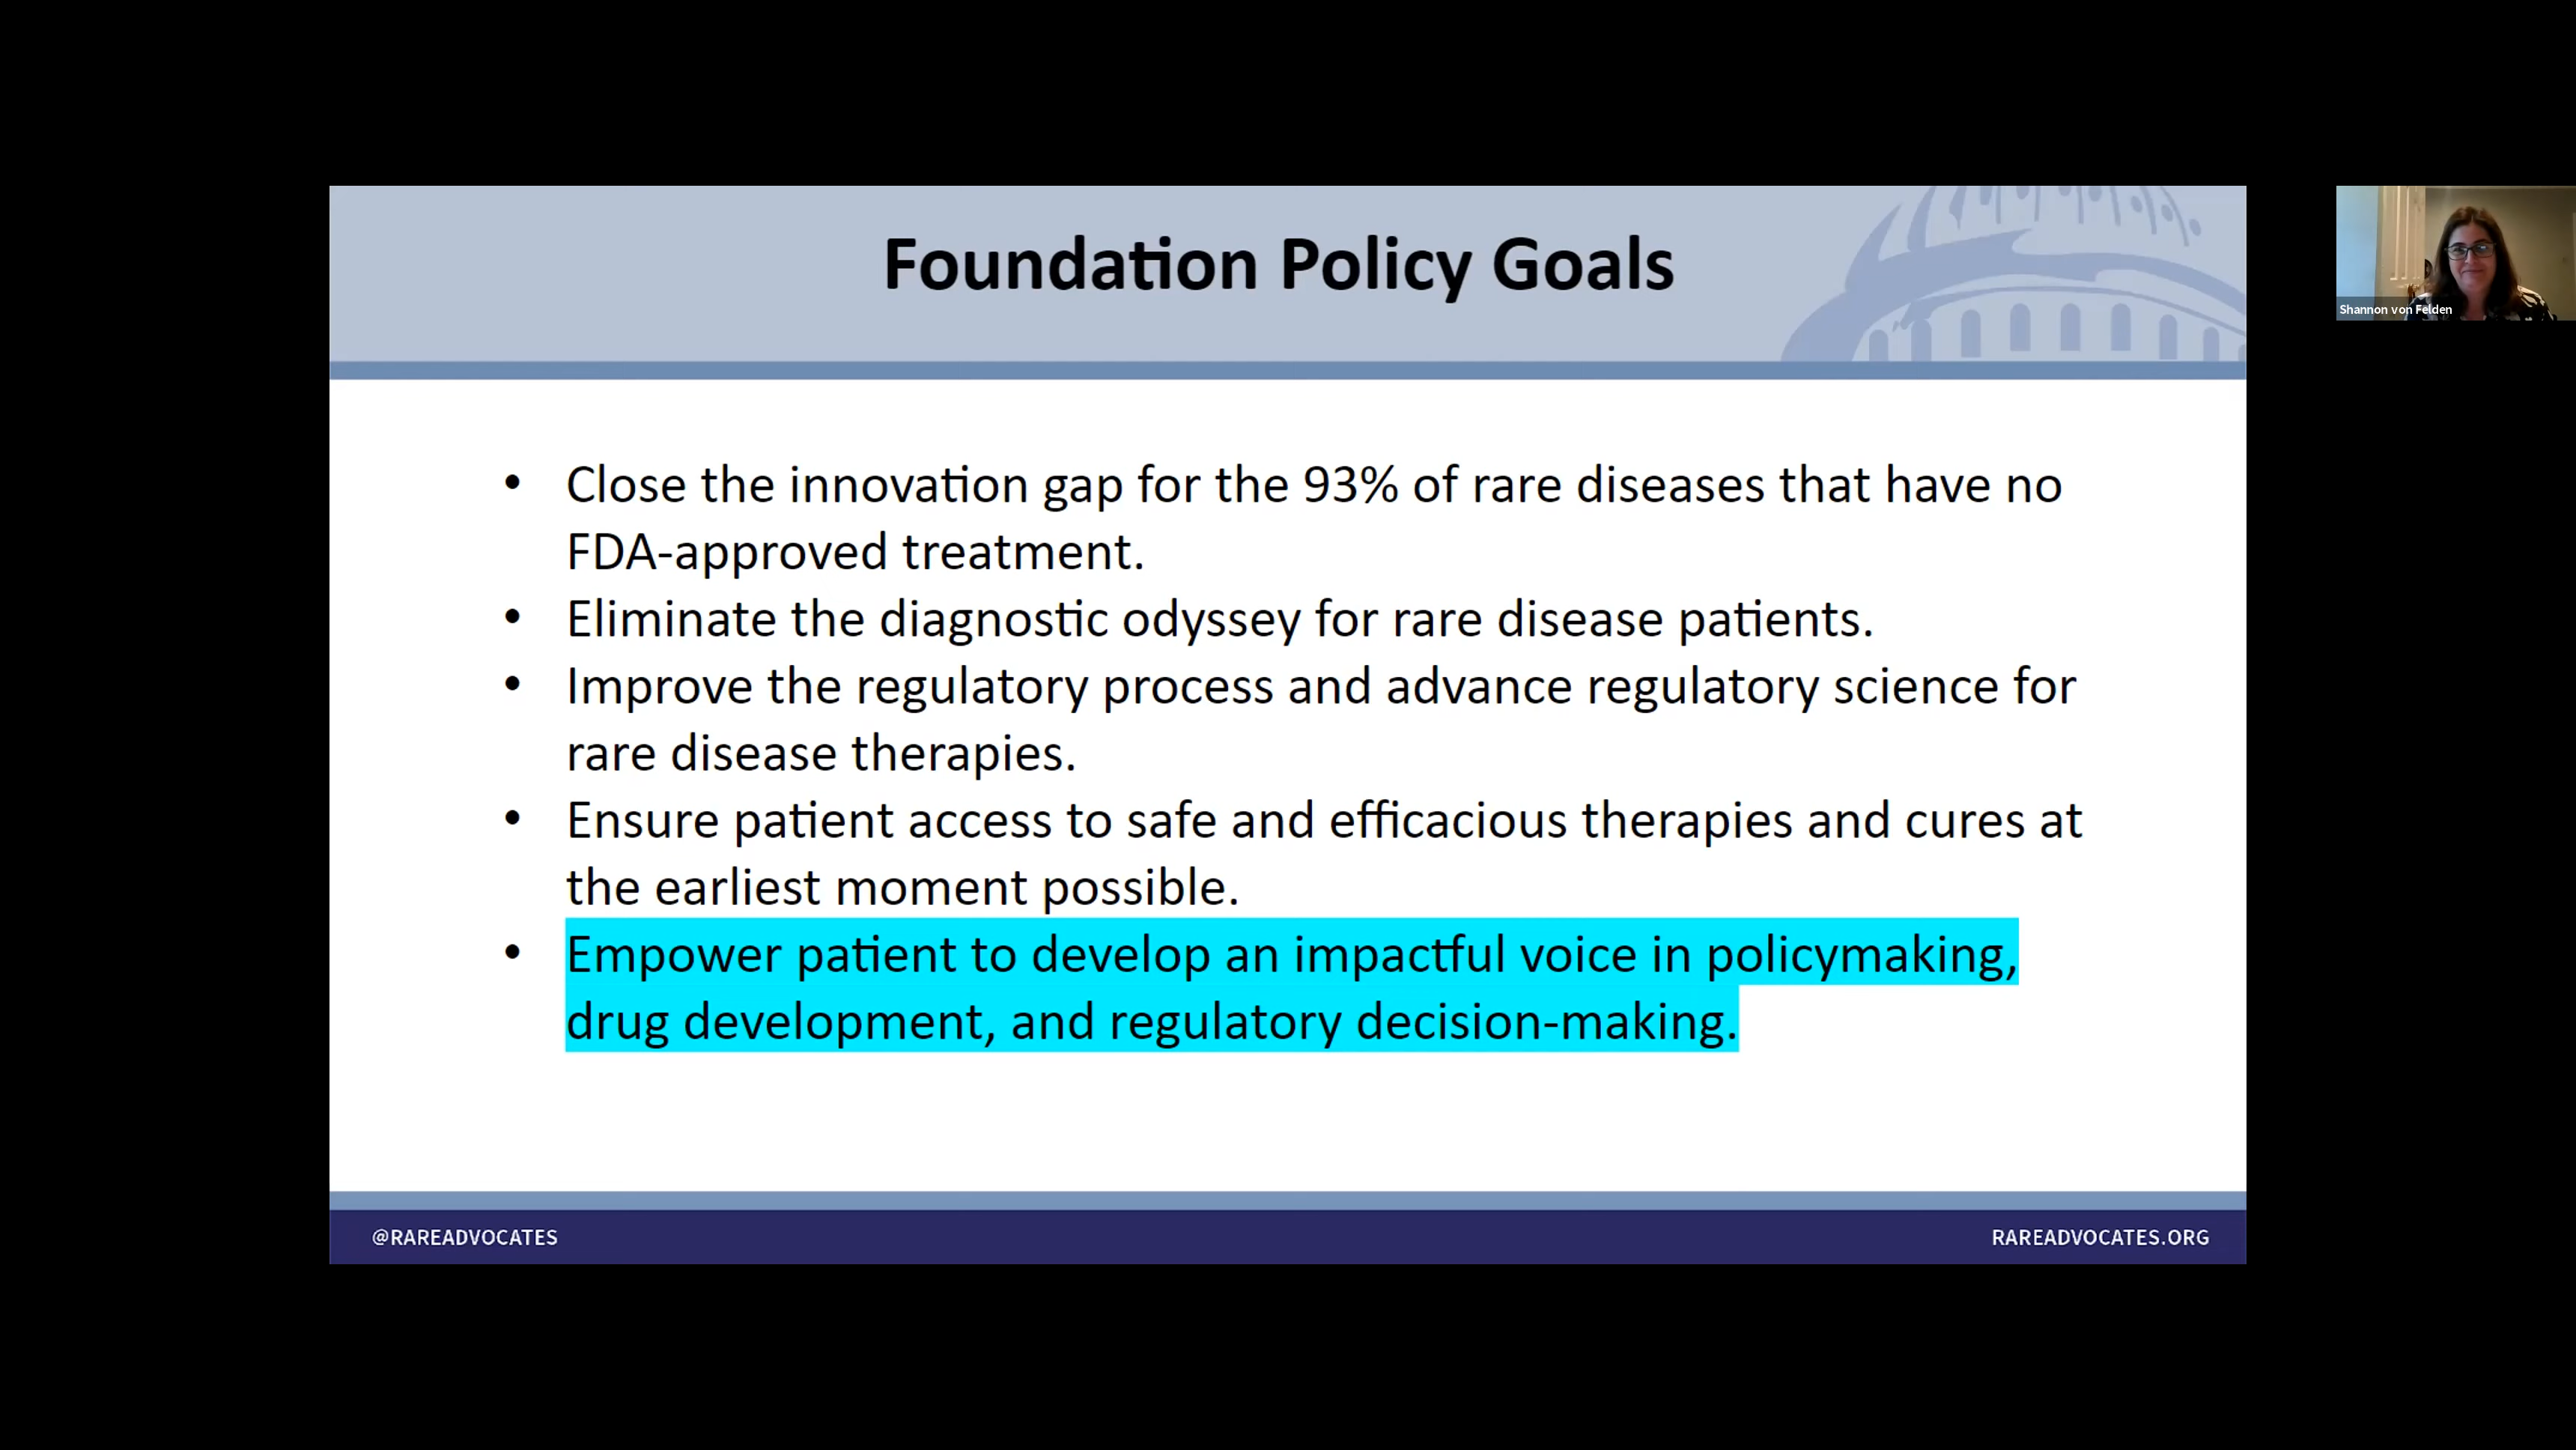 Foundation Policy Goals
Shannon von Felden
• Close the innovation gap for the 93% of rare diseases that have no
FDA-approved treatment.
• Eliminate the diagnostic odyssey for rare disease patients.
• Improve the regulatory process and advance regulatory science for
rare disease therapies.
• Ensure patient access to safe and efficacious therapies and cures at
the earliest moment possible.
• Empower patient to develop an impactful voice in policymaking,
drug development, and regulatory decision-making.
@RAREADVOCATES
RAREADVOCATES.ORG